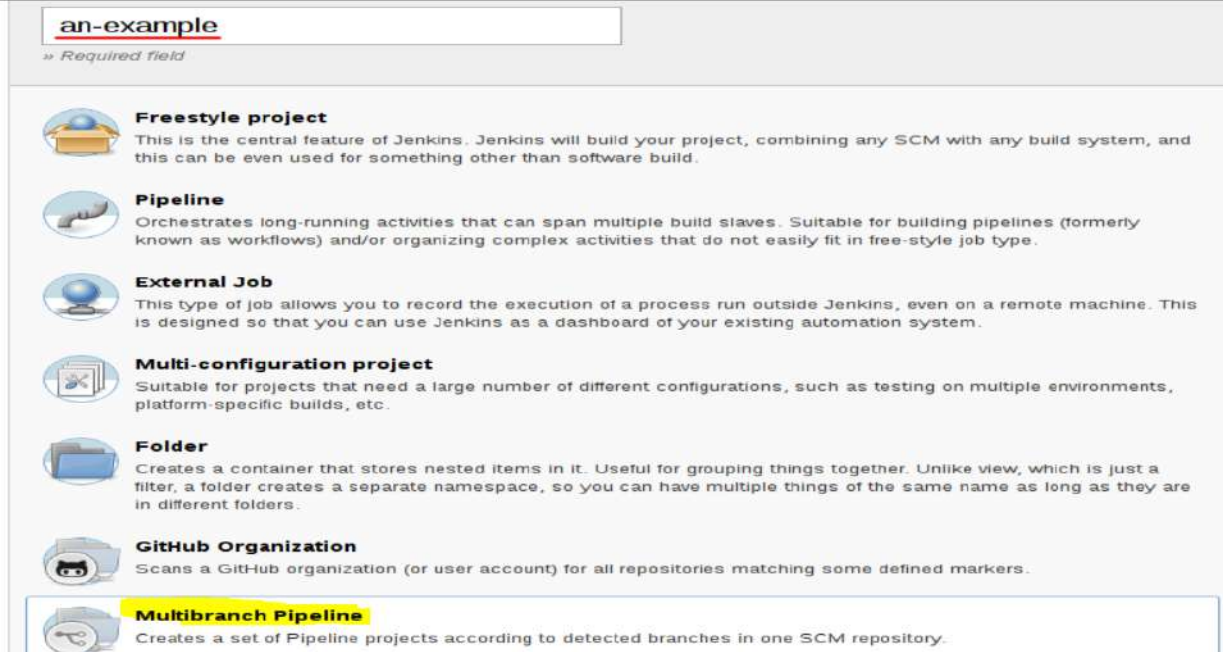 an-example
» Required field
Freestyle project
This is the central feature of Jenkins. Jenkins will build your project, combining any SCM with any build system, and
this can be even used for something other than software build.
Pipeline
Orchestrates long-running activities that can span multiple build slaves. Suitable for building pipelines (formerly
known as workflows) and/or organizing complex activities that do not easily fit in free-style job type.
External Job
This type of job allows you to record the execution of a process run outside Jenkins, even on a remote machine. This
is designed so that you can use Jenkins as a dashboard of your existing automation system.
Multi-configuration project
Suitable for projects that need a large number of different configurations, such as testing on multiple environments,
platform-specific builds, etc.
Folder
Creates a container that stores nested items in it. Useful for grouping things together. Unlike view, which is just a
filter, a folder creates a separate namespace, so you can have multiple things of the same name as long as they are
in different folders.
GitHub Organization
Scans a GitHub organization (or user account) for all repositories matching some defined markers.
Multibranch Pipeline
Creates a set of Pipeline projects according to detected branches in one SCM repository.